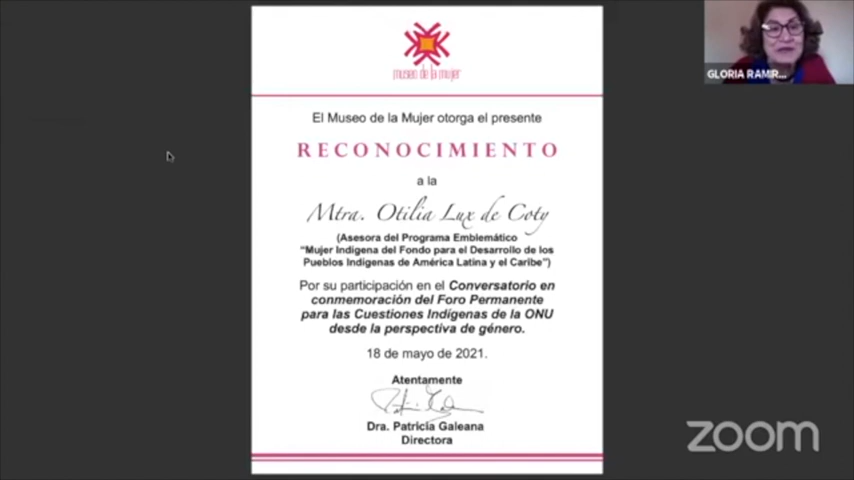 museo de la mujer
El Museo de la Mujer otorga el presente
RECONOCIMIENTO
a la
Mtra. Otilia Lux de Coty
(Asesora del Programa Emblemático
“Mujer Indígena del Fondo para el Desarrollo de los
Pueblos Indígenas de América Latina y el Caribe”)
Por su participación en el Conversatorio en
conmemoración del Foro Permanente
para las Cuestiones Indígenas de la ONU
desde la perspectiva de género.
18 de mayo de 2021.
Atentamente
Dra. Patricia Galeana
Directora
GLORIA RAMIR...
zoom